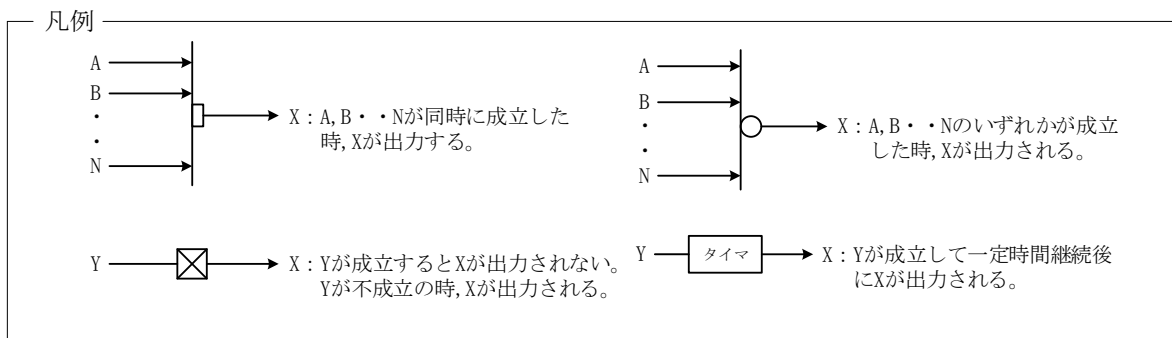 凡例
A
B
・
・
N
X：A,B・・Nが同時に成立した
時,Xが出力する。
A
B
・
・
N
X：A,B・・Nのいずれかが成立
した時,Xが出力される。
Y
X：Yが成立するとXが出力されない。
Yが不成立の時,Xが出力される。
Y
タイマ
X：Yが成立して一定時間継続後
にXが出力される。